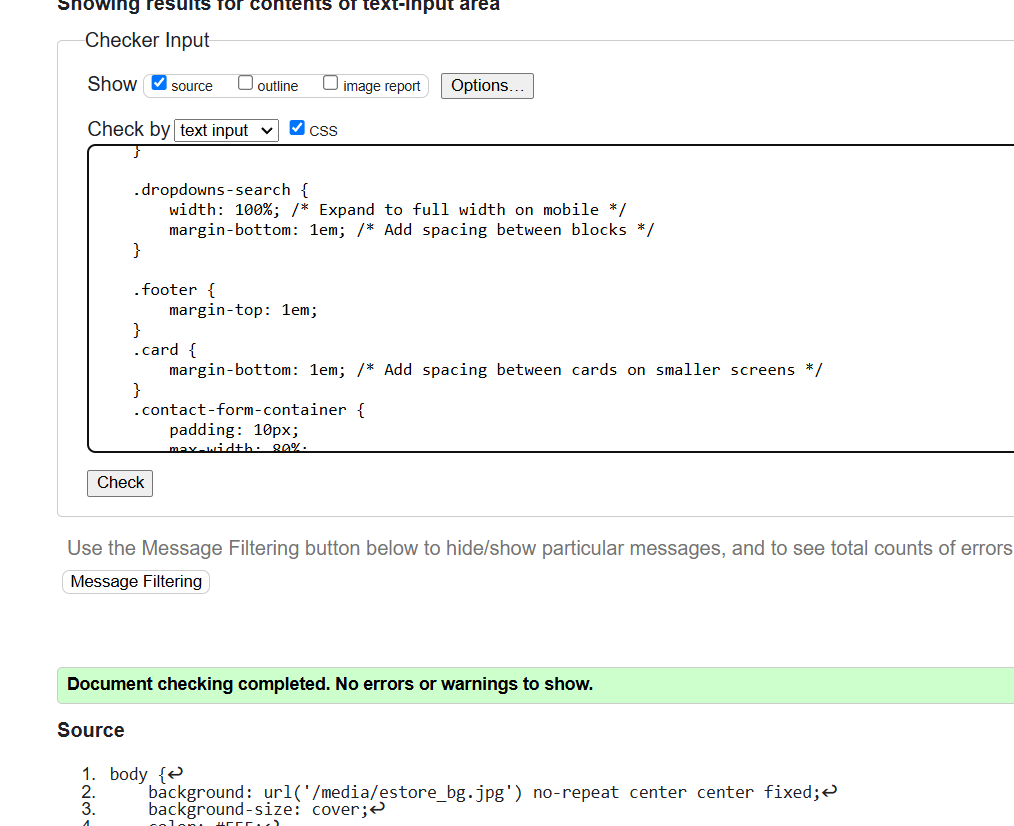 Showing results for contents of text-input area
Checker Input
Show source outline image report Options...
Check by text input CSS
}
.dropdowns-search {
width: 100%; /* Expand to full width on mobile */
margin-bottom: 1em; /* Add spacing between blocks */
}
.footer {
margin-top: 1em;
}
.card {
margin-bottom: 1em; /* Add spacing between cards on smaller screens */
}
.contact-form-container {
padding: 10px;
max-width: 80%;
Check
Use the Message Filtering button below to hide/show particular messages, and to see total counts of errors
Message Filtering
Document checking completed. No errors or warnings to show.
Source
1. body {↩
2. background: url('/media/estore_bg.jpg') no-repeat center center fixed;↩
3. background-size: cover;↩
4. color: #FFF;↩